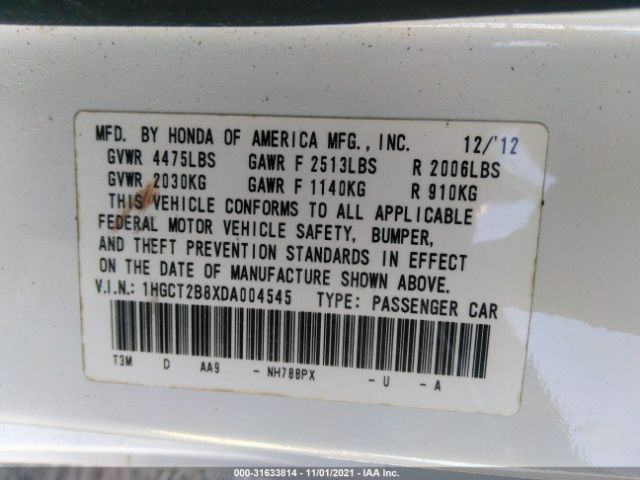 MFD. BY HONDA OF AMERICA MFG., INC. 12/'12
GVWR 4475LBS GAWR F 2513LBS R 2006LBS
GVWR 2030KG GAWR F 1140KG R 910KG
THIS VEHICLE CONFORMS TO ALL APPLICABLE
FEDERAL MOTOR VEHICLE SAFETY, BUMPER,
AND THEFT PREVENTION STANDARDS IN EFFECT
ON THE DATE OF MANUFACTURE SHOWN ABOVE.
V.I.N.: 1HGCT2B8XDA004545 TYPE: PASSENGER CAR
T3M D AA9 - NH788PX - U - A
000-31633814 - 11/01/2021 - IAA Inc.